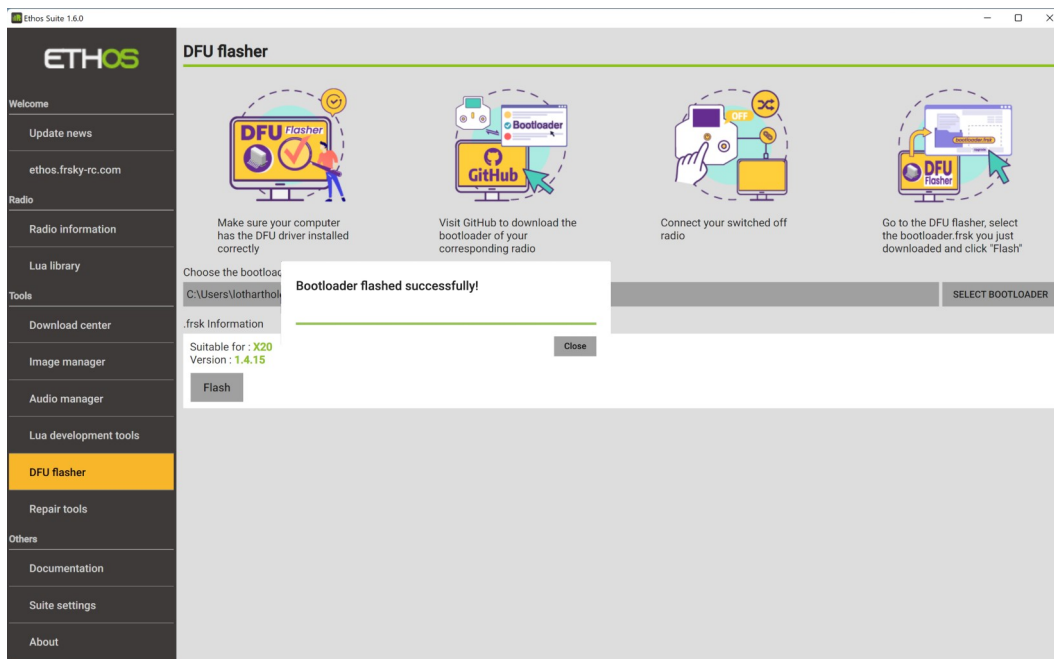 Ethos Suite 1.6.0
ETHOS
Welcome
Update news
ethos.frsky-rc.com
Radio
Radio information
Lua library
Tools
Download center
Image manager
Audio manager
Lua development tools
DFU flasher
Repair tools
Others
Documentation
Suite settings
About
DFU flasher
DFU Flasher
Make sure your computer
has the DFU driver installed
correctly
Bootloader
GitHub
Visit GitHub to download the
bootloader of your
corresponding radio
OFF
Connect your switched off
radio
Bootloader.frsk
DFU
Flasher
Go to the DFU flasher, select
the bootloader.frsk you just
downloaded and click "Flash"
Choose the bootloa
C:\Users\lotharthol
SELECT BOOTLOADER
Bootloader flashed successfully!
Close
.frsk Information
Suitable for : X20
Version : 1.4.15
Flash